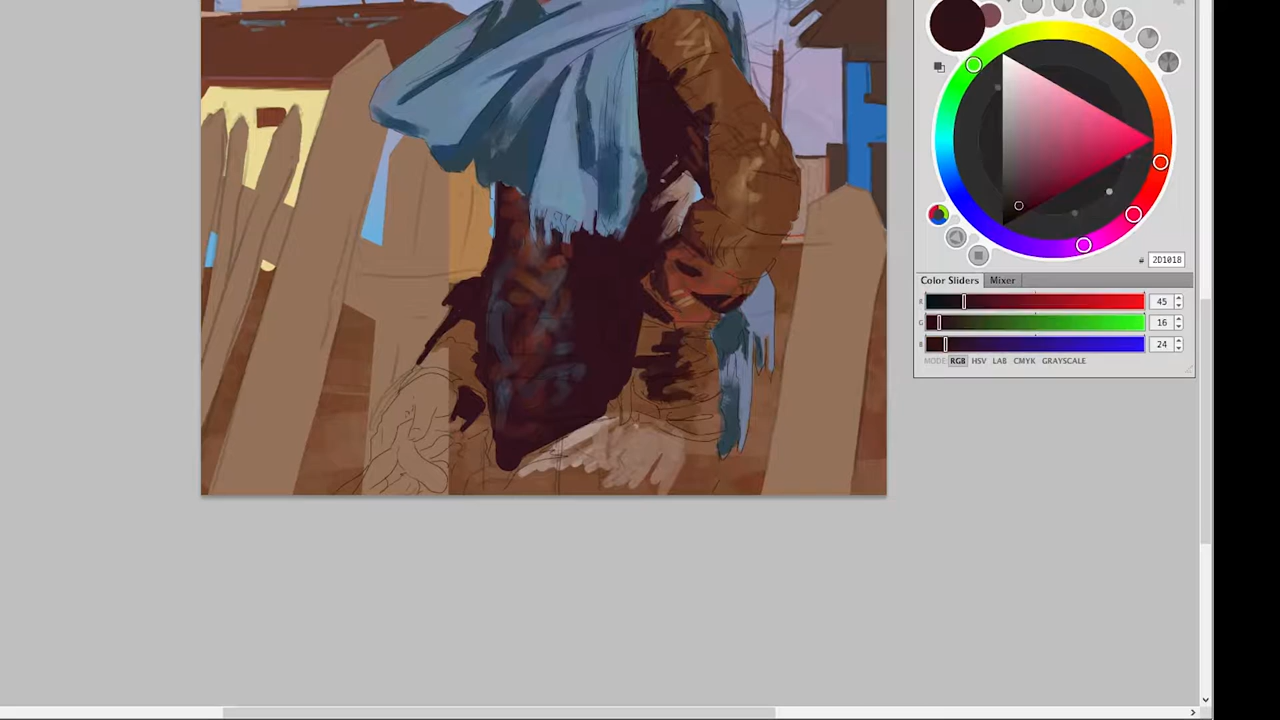 # 2D1018
Color Sliders Mixer
R 45
G 16
B 24
MODE RGB HSV LAB CMYK GRAYSCALE